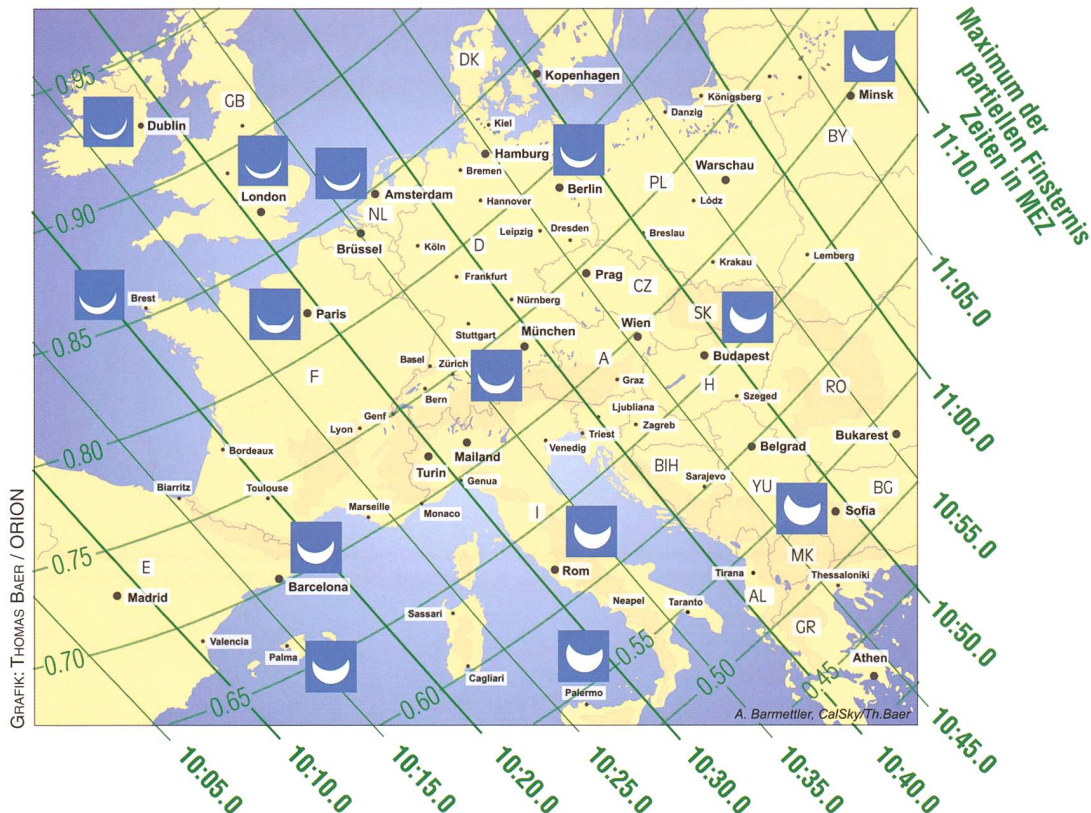 Maximum der
partiellen Finsternis
Zeiten in MEZ
0.95
GB
DK
Kopenhagen
Minsk
Königsberg
Danzig
BY
Kiel
Dublin
Hamburg
Bremen
Warschau
Berlin
PL
London
Amsterdam
NL
Hannover
Lódz
0.90
Brüssel
Köln
D
Leipzig
Dresden
Breslau
Krakau
Lemberg
Frankfurt
Prag
CZ
Brest
Paris
Nürnberg
SK
Wien
Stuttgart
München
Budapest
0.85
F
Basel
Zürich
A
Graz
H
RO
Bern
Szeged
Genf
Ljubliana
Lyon
Zagreb
Triest
Bukarest
Bordeaux
Mailand
Venedig
Belgrad
0.80
Turin
BIH
Genua
Sarajevo
YU
BG
Biarritz
Toulouse
Marseille
Monaco
I
Sofia
0.75
E
MK
Barcelona
Rom
Tirana
Thessaloniki
Madrid
AL
Sassari
Neapel
Taranto
GR
Valencia
Palma
0.70
Cagliari
0.55
Athen
0.65
0.60
Palermo
0.50
0.45
A. Barmettler, CalSky/Th.Baer
11:10.0
11:05.0
11:00.0
10:55.0
10:50.0
10:45.0
10:40.0
10:35.0
10:30.0
10:25.0
10:20.0
10:15.0
10:10.0
10:05.0
GRAFIK: THOMAS BAER / ORION